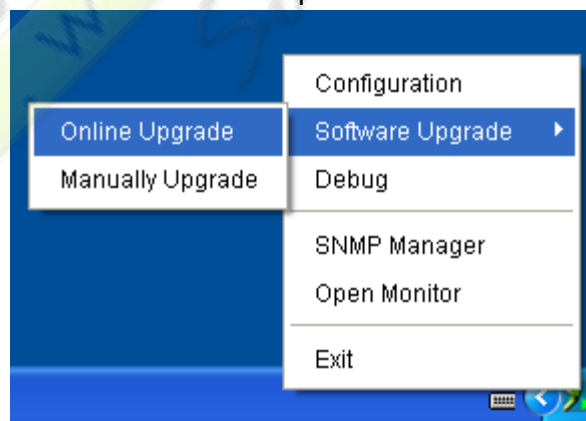 Configuration
Software Upgrade
Online Upgrade
Manually Upgrade
Debug
SNMP Manager
Open Monitor
Exit